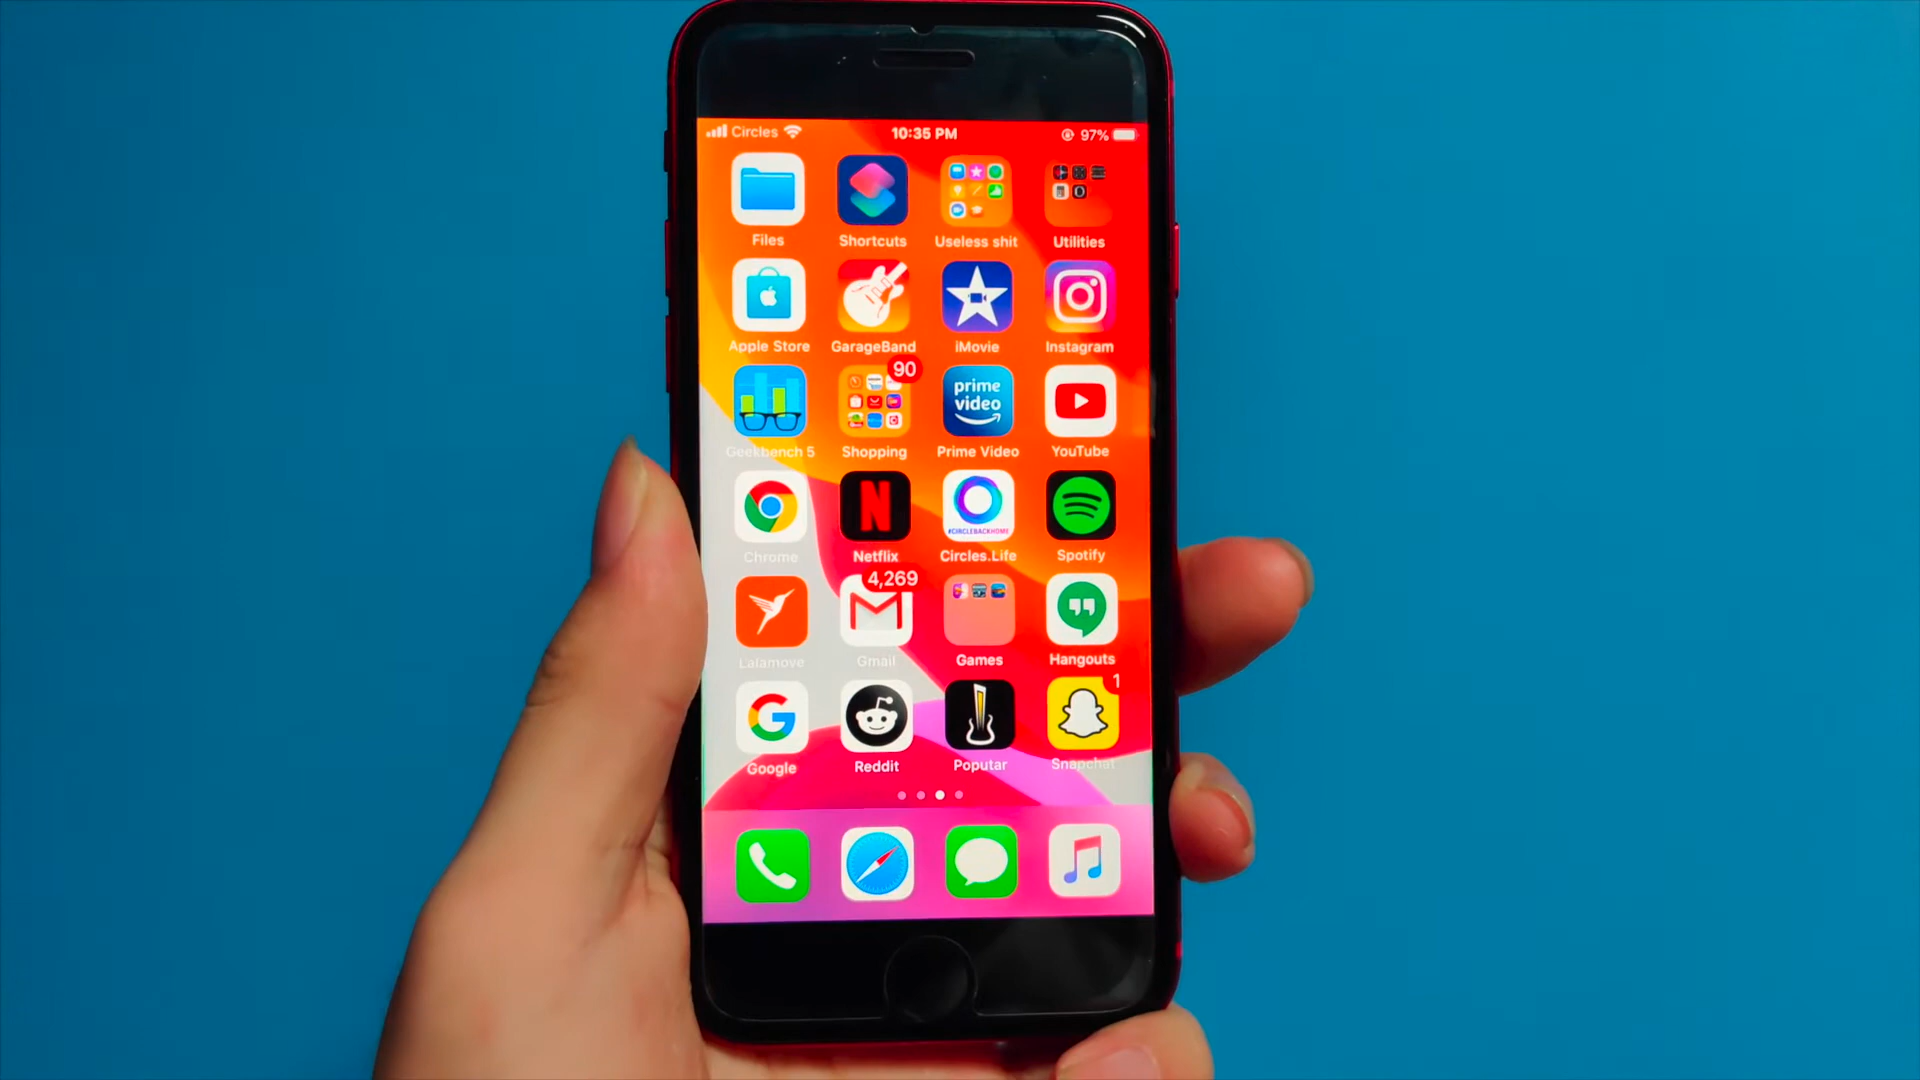 Circles 10:35 PM 97%
Files Shortcuts Useless shit Utilities
Apple Store GarageBand iMovie Instagram
90
prime
video
Geekbench 5 Shopping Prime Video YouTube
N
#CIRCLEBACKHOME
Chrome Netflix Circles.Life Spotify
4,269
Lalamove Gmail Games Hangouts
1
G
Google Reddit Poputar Snapchat